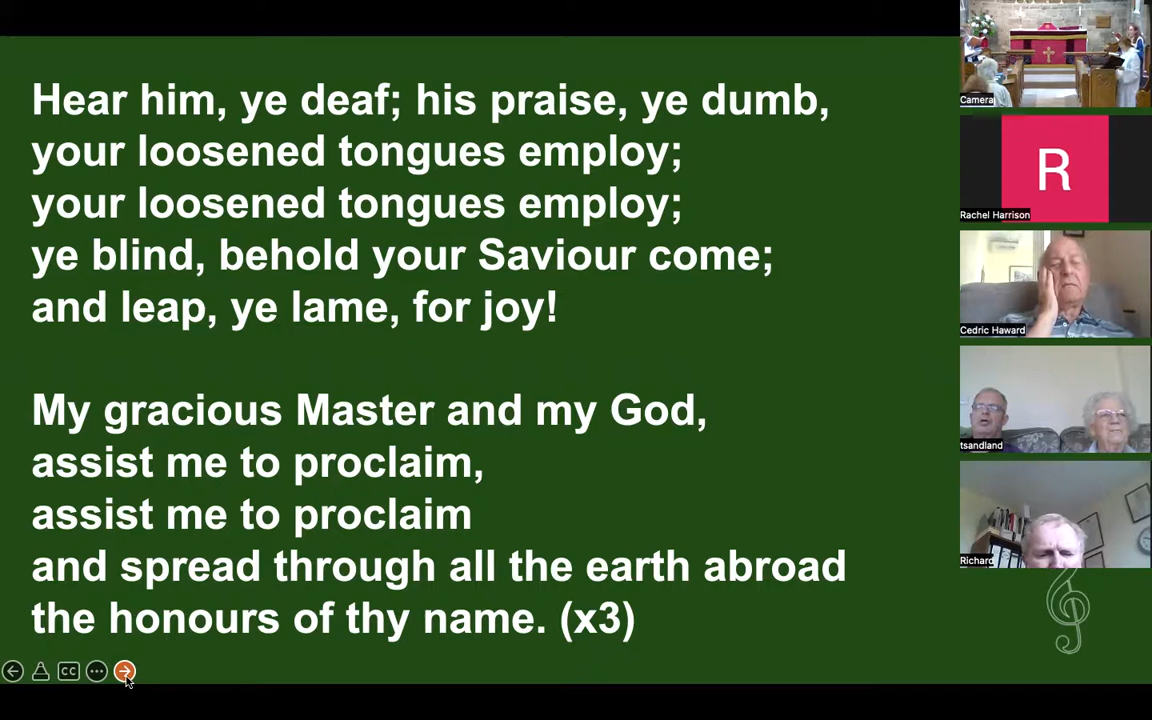 Hear him, ye deaf; his praise, ye dumb,
your loosened tongues employ;
your loosened tongues employ;
ye blind, behold your Saviour come;
and leap, ye lame, for joy!
My gracious Master and my God,
assist me to proclaim,
assist me to proclaim
and spread through all the earth abroad
the honours of thy name. (x3)
CC
Camera
R
Rachel Harrison
Cedric Haward
tsandland
Richard